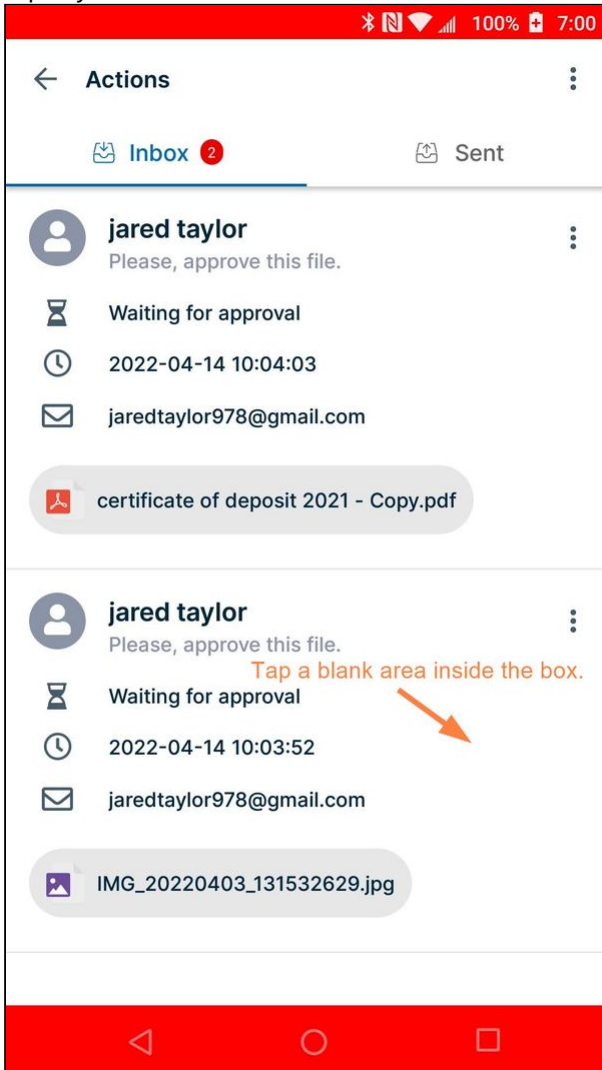 100% 7:00
Actions
Inbox 2 Sent
jared taylor
Please, approve this file.
Waiting for approval
2022-04-14 10:04:03
jaredtaylor978@gmail.com
certificate of deposit 2021 - Copy.pdf
jared taylor
Please, approve this file.
Tap a blank area inside the box.
Waiting for approval
2022-04-14 10:03:52
jaredtaylor978@gmail.com
IMG_20220403_131532629.jpg